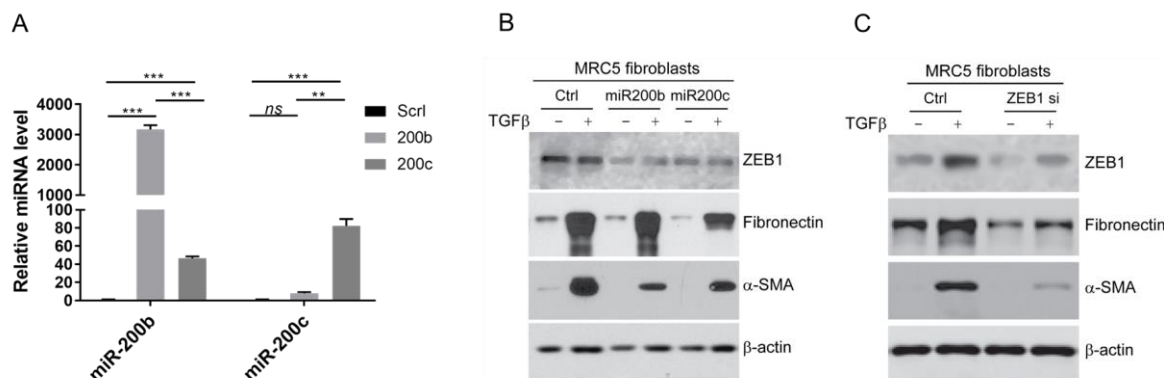 A
Relative miRNA level
4000
3000
2000
1000
80
60
40
20
0
***
***
***
***
ns
**
miR-200b
miR-200c
Scrl
200b
200c
B
MRC5 fibroblasts
Ctrl miR200b miR200c
TGFβ − + − + − +
ZEB1
Fibronectin
α-SMA
β-actin
C
MRC5 fibroblasts
Ctrl ZEB1 si
TGFβ − + − +
ZEB1
Fibronectin
α-SMA
β-actin